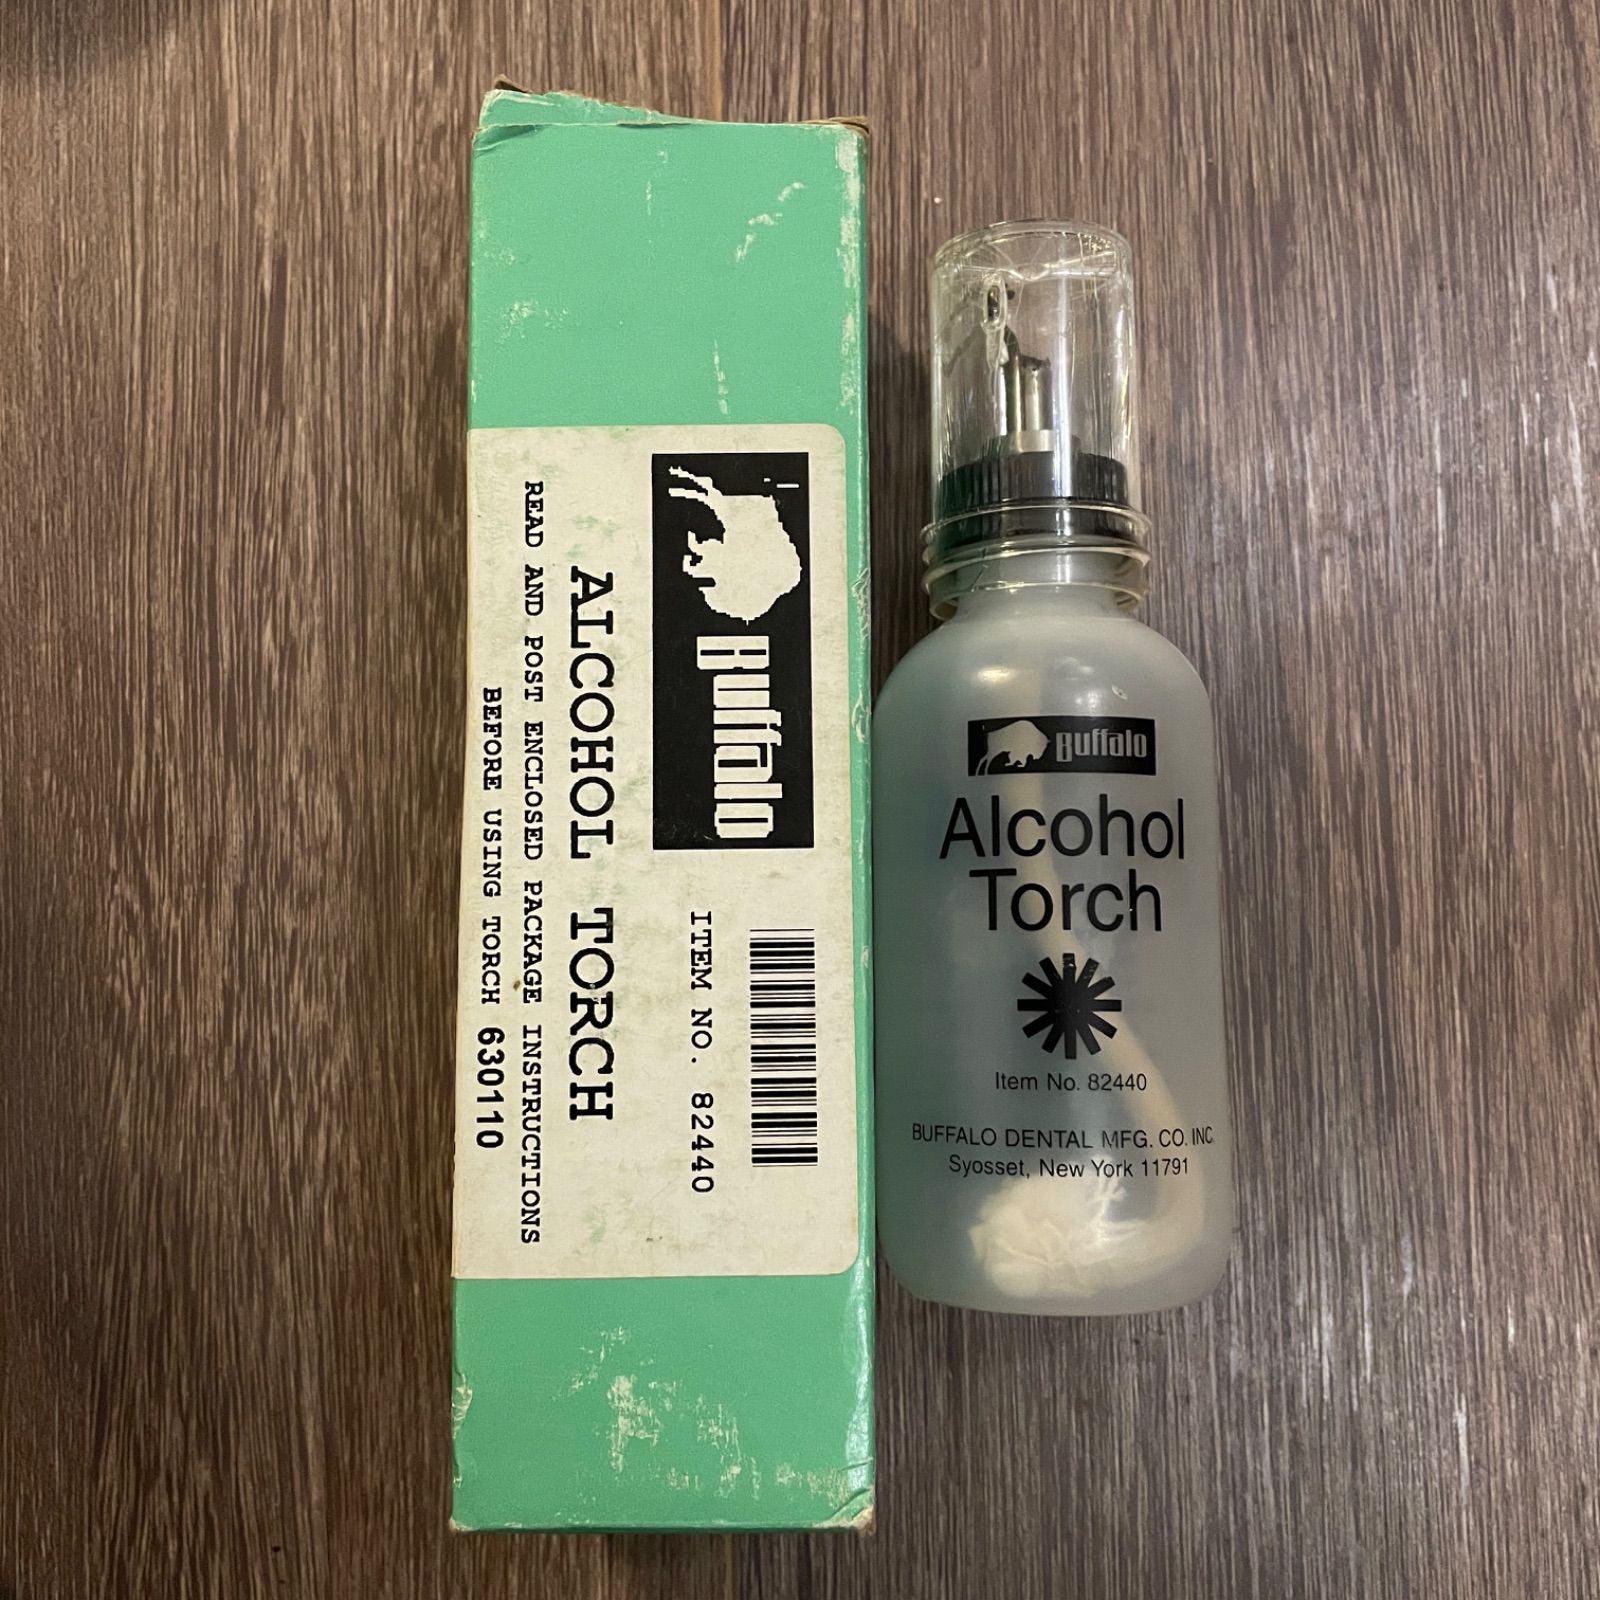 Buffalo
ITEM NO. 82440
ALCOHOL TORCH
READ AND POST ENCLOSED PACKAGE INSTRUCTIONS
BEFORE USING TORCH 630110
Buffalo
Alcohol
Torch
Item No. 82440
BUFFALO DENTAL MFG. CO. INC.
Syosset, New York 11791